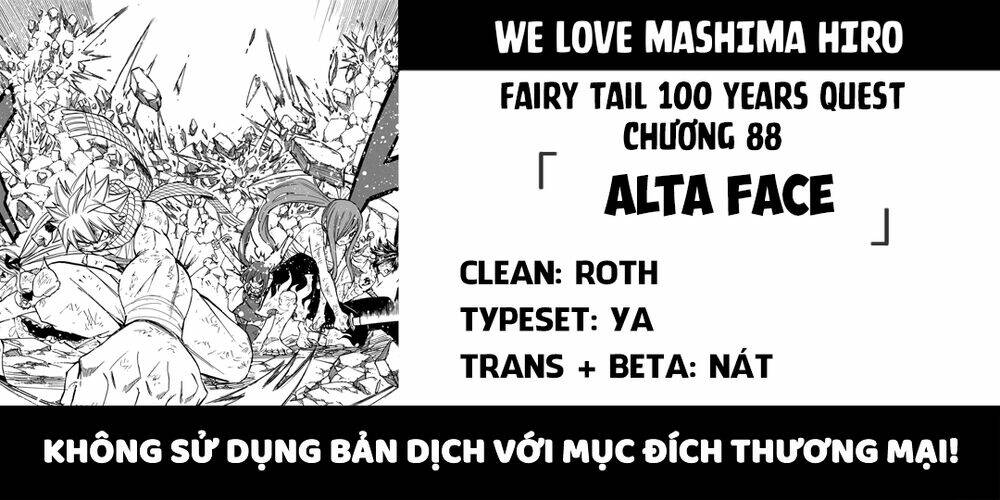 WE LOVE MASHIMA HIRO
FAIRY TAIL 100 YEARS QUEST
CHƯƠNG 88
「
ALTA FACE
」
CLEAN: ROTH
TYPESET: YA
TRANS + BETA: NÁT
KHÔNG SỬ DỤNG BẢN DỊCH VỚI MỤC ĐÍCH THƯƠNG MẠI!